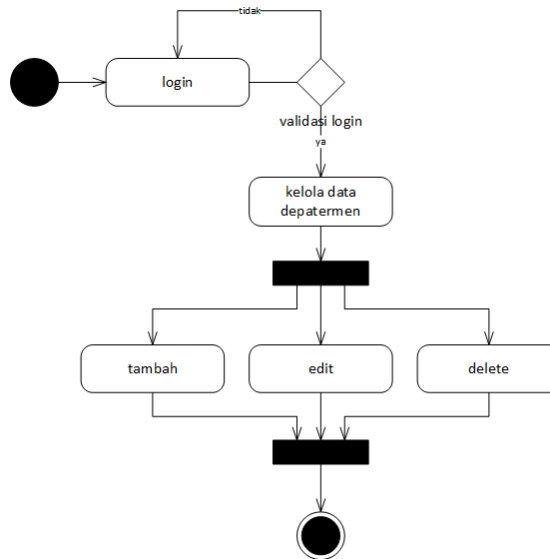 tidak
login
validasi login
ya
kelola data
depatermen
tambah
edit
delete